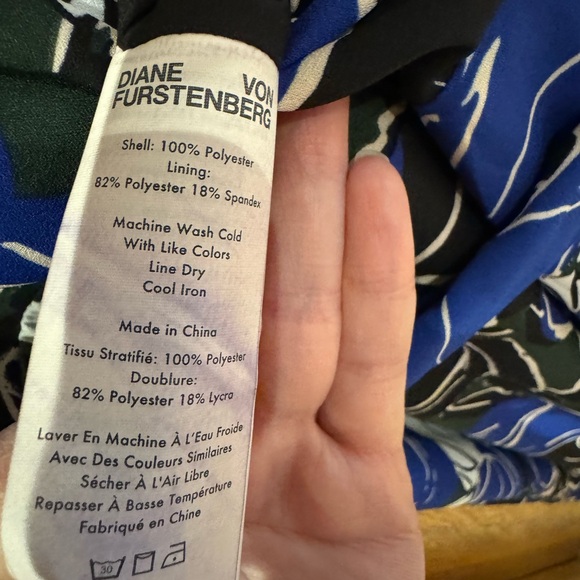 DIANE VON
FURSTENBERG
Shell: 100% Polyester
Lining:
82% Polyester 18% Spandex
Machine Wash Cold
With Like Colors
Line Dry
Cool Iron
Made in China
Tissu Stratifié: 100% Polyester
Doublure:
82% Polyester 18% Lycra
Laver En Machine À L'Eau Froide
Avec Des Couleurs Similaires
Sécher À L'Air Libre
Repasser À Basse Température
Fabriqué en Chine
30